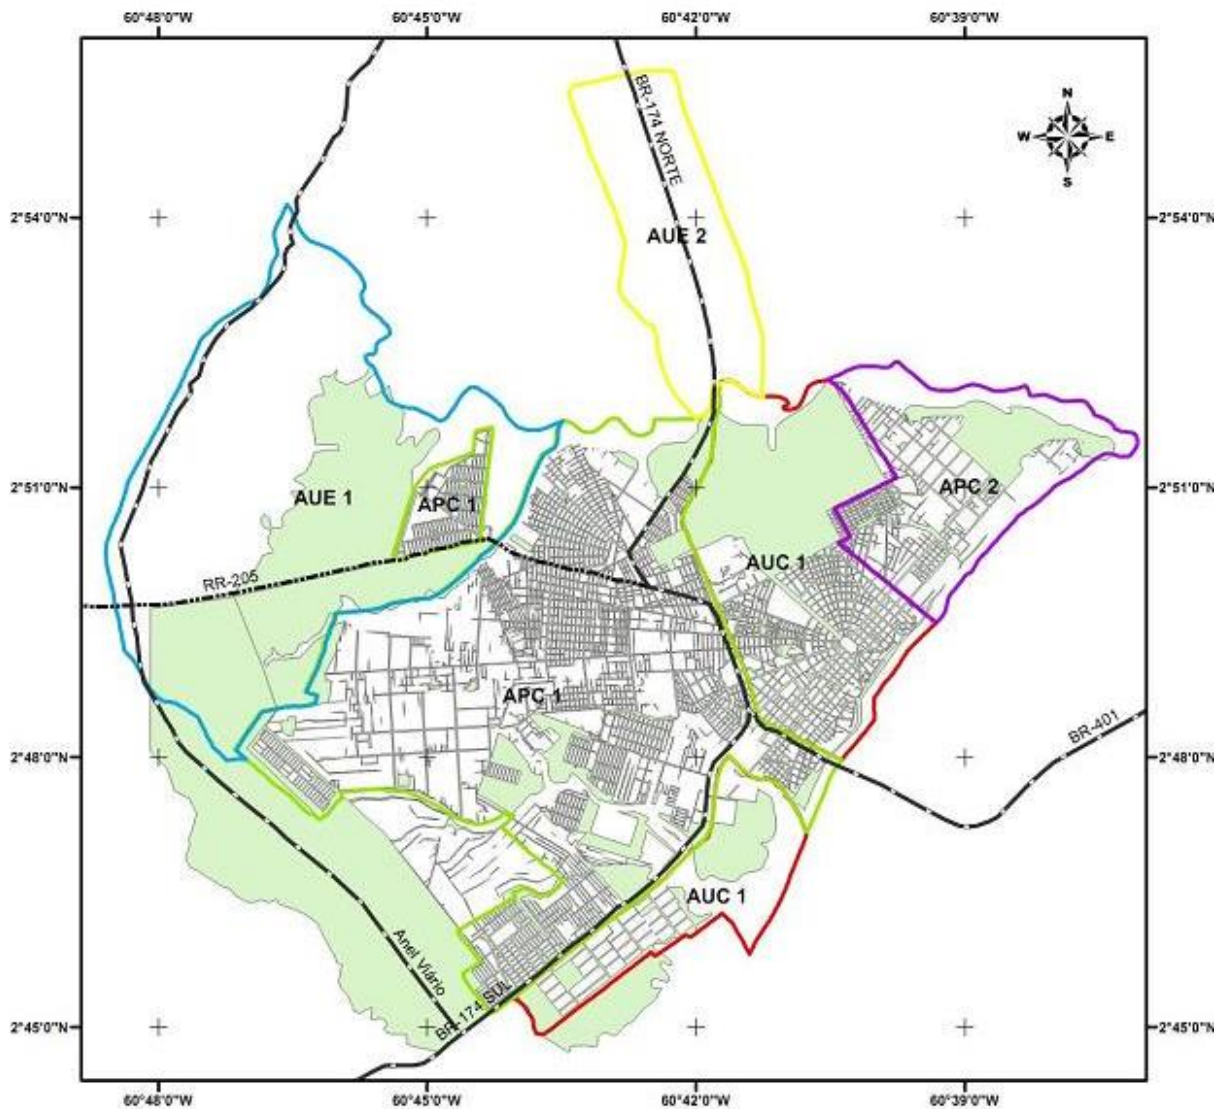 60°48'0"W
60°45'0"W
60°42'0"W
60°39'0"W
BR-174 NORTE
N
W E
S
2°54'0"N
2°54'0"N
AUE 2
2°51'0"N
2°51'0"N
AUE 1
APC 1
APC 2
AUC 1
RR-205
APC 1
BR-401
2°48'0"N
2°48'0"N
AUC 1
Anel Viário
BR-174 SUL
2°45'0"N
2°45'0"N
60°48'0"W
60°45'0"W
60°42'0"W
60°39'0"W